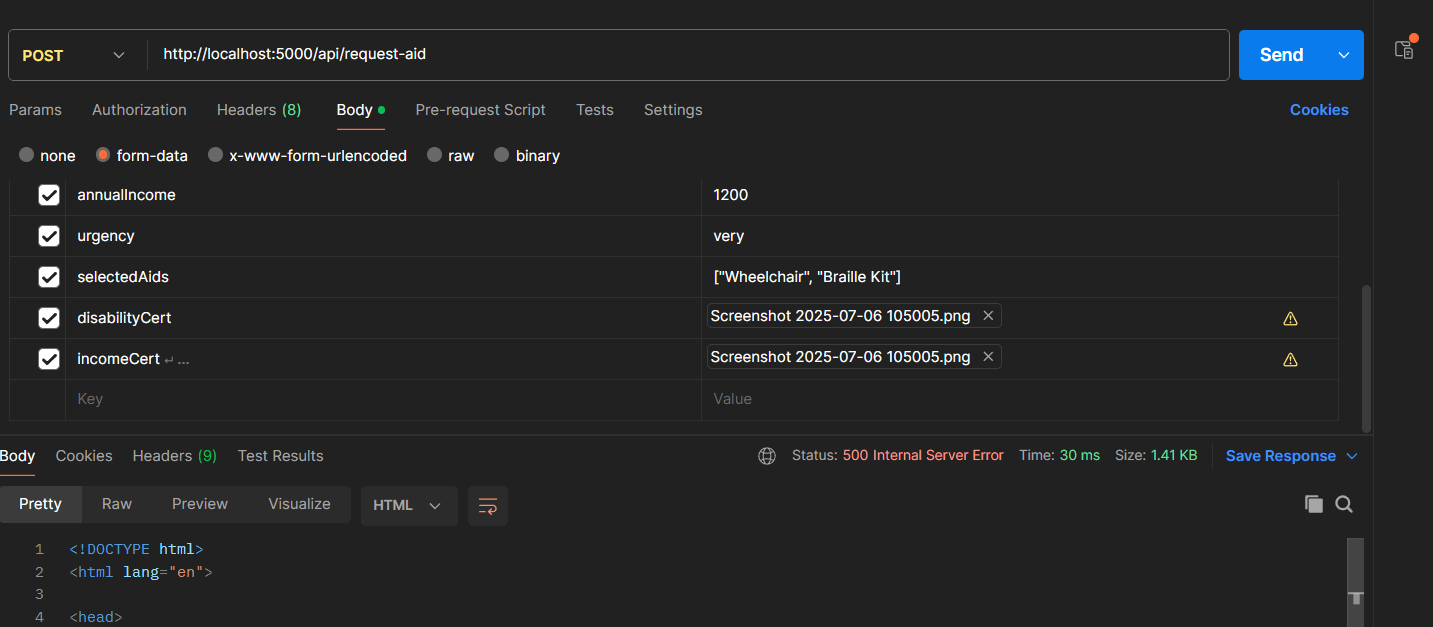 POST http://localhost:5000/api/request-aid Send
Params Authorization Headers (8) Body Pre-request Script Tests Settings Cookies
none form-data x-www-form-urlencoded raw binary
annualIncome 1200
urgency very
selectedAids ["Wheelchair", "Braille Kit"]
disabilityCert Screenshot 2025-07-06 105005.png
incomeCert ↵ ... Screenshot 2025-07-06 105005.png
Key Value
Body Cookies Headers (9) Test Results Status: 500 Internal Server Error Time: 30 ms Size: 1.41 KB Save Response
Pretty Raw Preview Visualize HTML
1 <!DOCTYPE html>
2 <html lang="en">
3
4 <head>